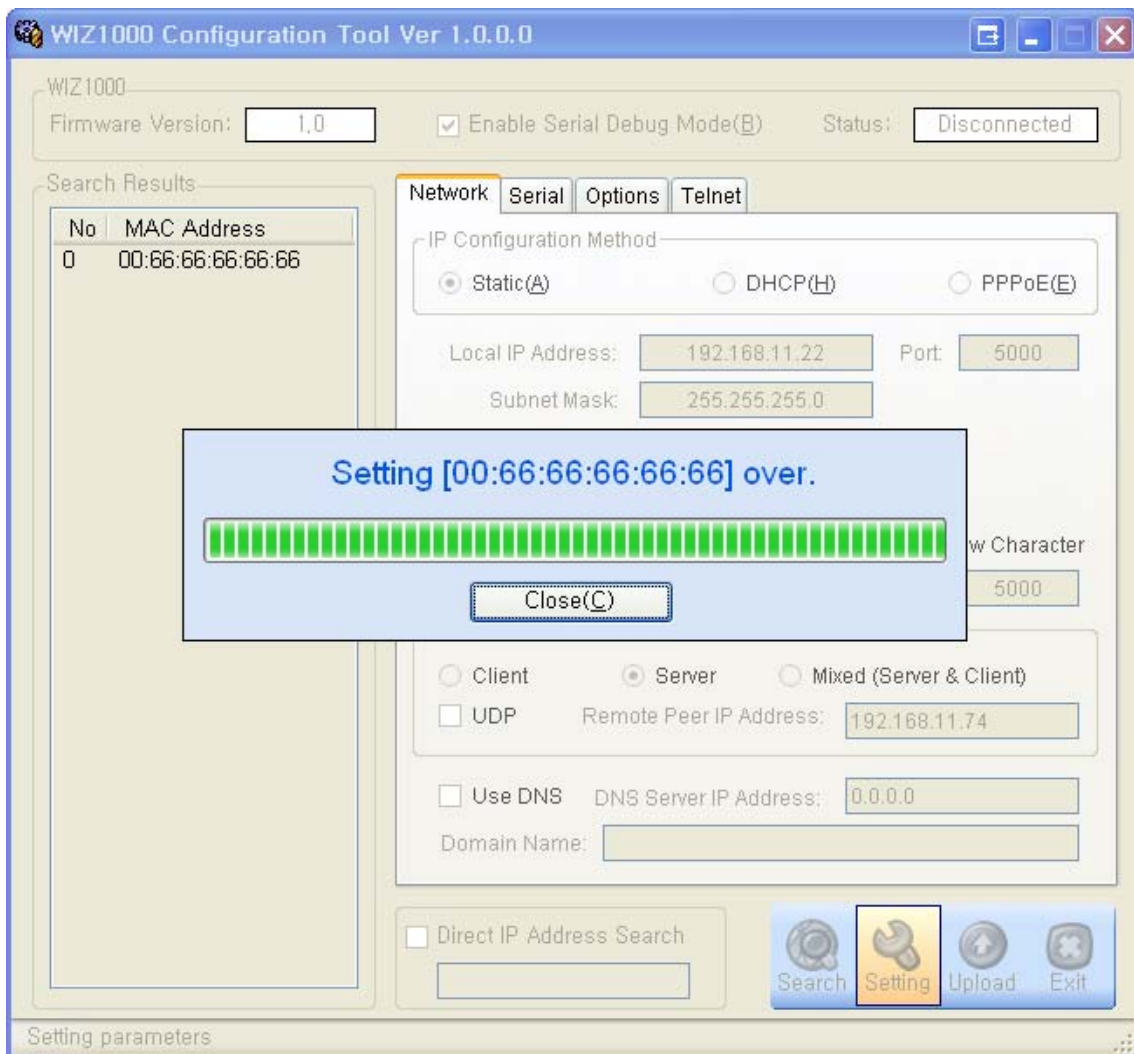 WIZ1000 Configuration Tool Ver 1.0.0.0
WIZ1000
Firmware Version: 1.0 Enable Serial Debug Mode(B) Status: Disconnected
Search Results
No MAC Address
0 00:66:66:66:66:66
Network Serial Options Telnet
IP Configuration Method
Static(A) DHCP(H) PPPoE(E)
Local IP Address: 192.168.11.22 Port: 5000
Subnet Mask: 255.255.255.0
Setting [00:66:66:66:66:66] over.
Close(C)
w Character
5000
Client Server Mixed (Server & Client)
UDP Remote Peer IP Address: 192.168.11.74
Use DNS DNS Server IP Address: 0.0.0.0
Domain Name:
Direct IP Address Search
Search Setting Upload Exit
Setting parameters